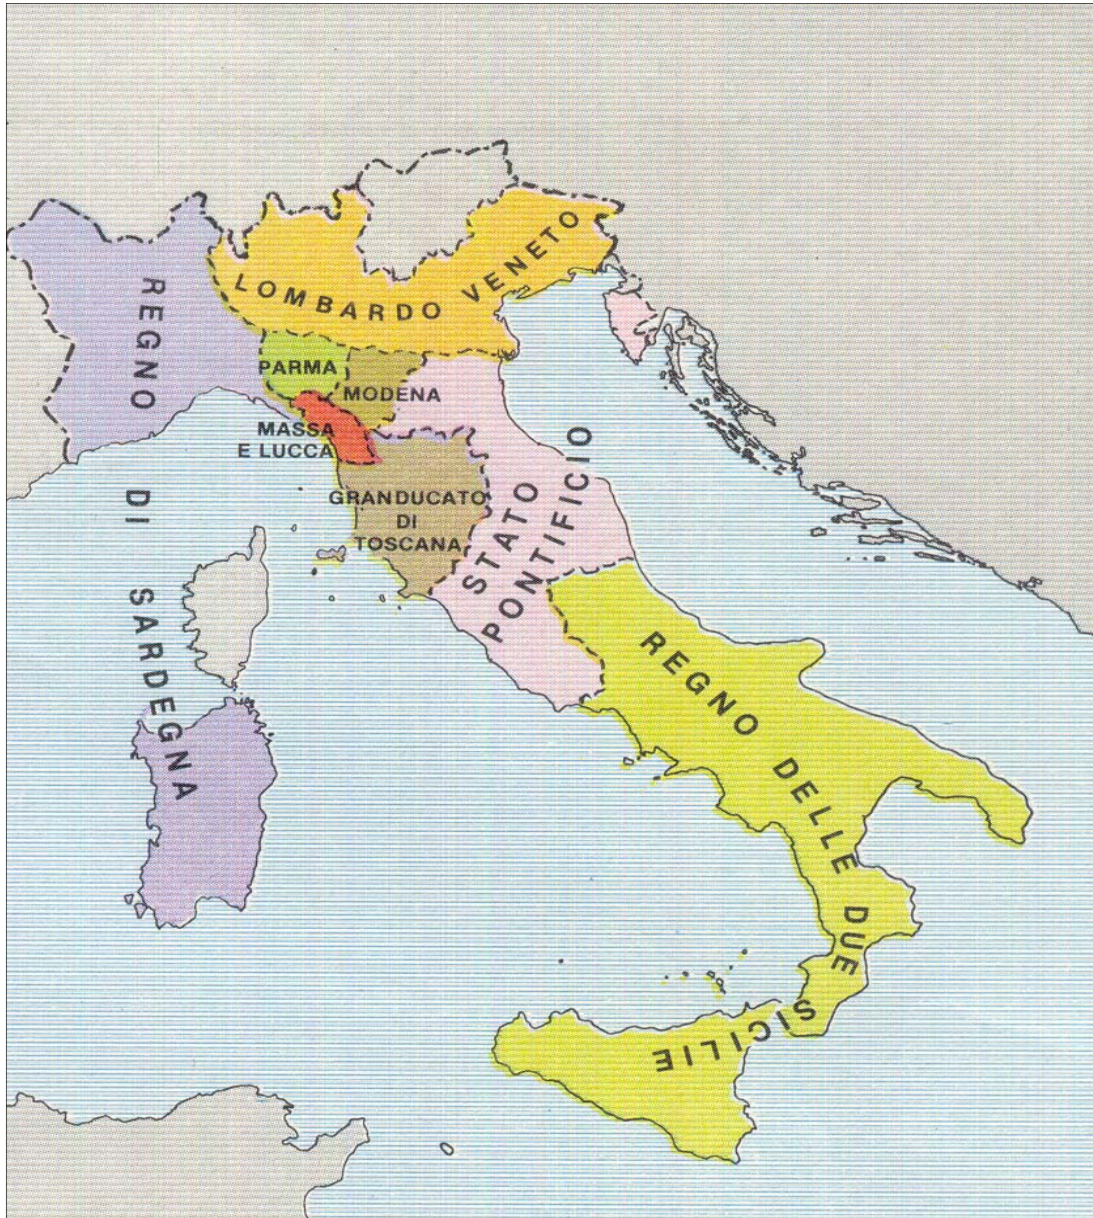 REGNO DI SARDEGNA
LOMBARDO VENETO
PARMA
MODENA
MASSA
E LUCCA
GRANDUCATO
DI
TOSCANA
STATO
PONTIFICIO
REGNO DELLE DUE SICILIE